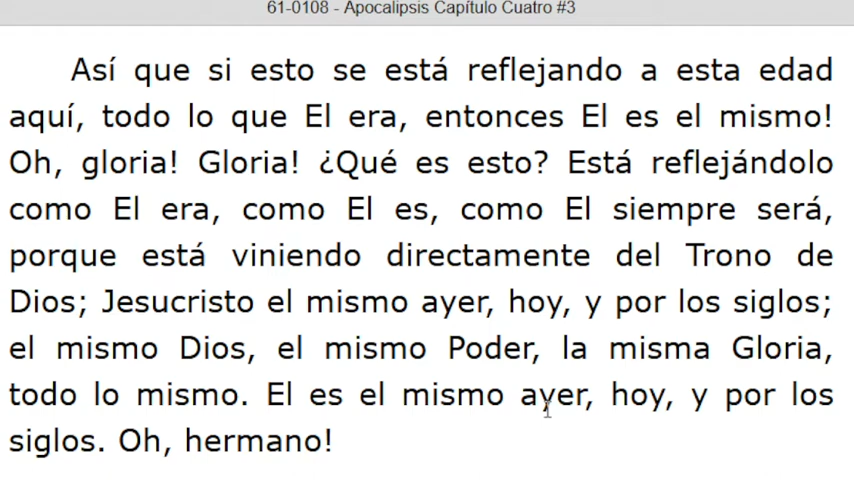 61-0108 - Apocalipsis Capítulo Cuatro #3
Así que si esto se está reflejando a esta edad
aquí, todo lo que El era, entonces El es el mismo!
Oh, gloria! Gloria! ¿Qué es esto? Está reflejándolo
como El era, como El es, como El siempre será,
porque está viniendo directamente del Trono de
Dios; Jesucristo el mismo ayer, hoy, y por los siglos;
el mismo Dios, el mismo Poder, la misma Gloria,
todo lo mismo. El es el mismo ayer, hoy, y por los
siglos. Oh, hermano!